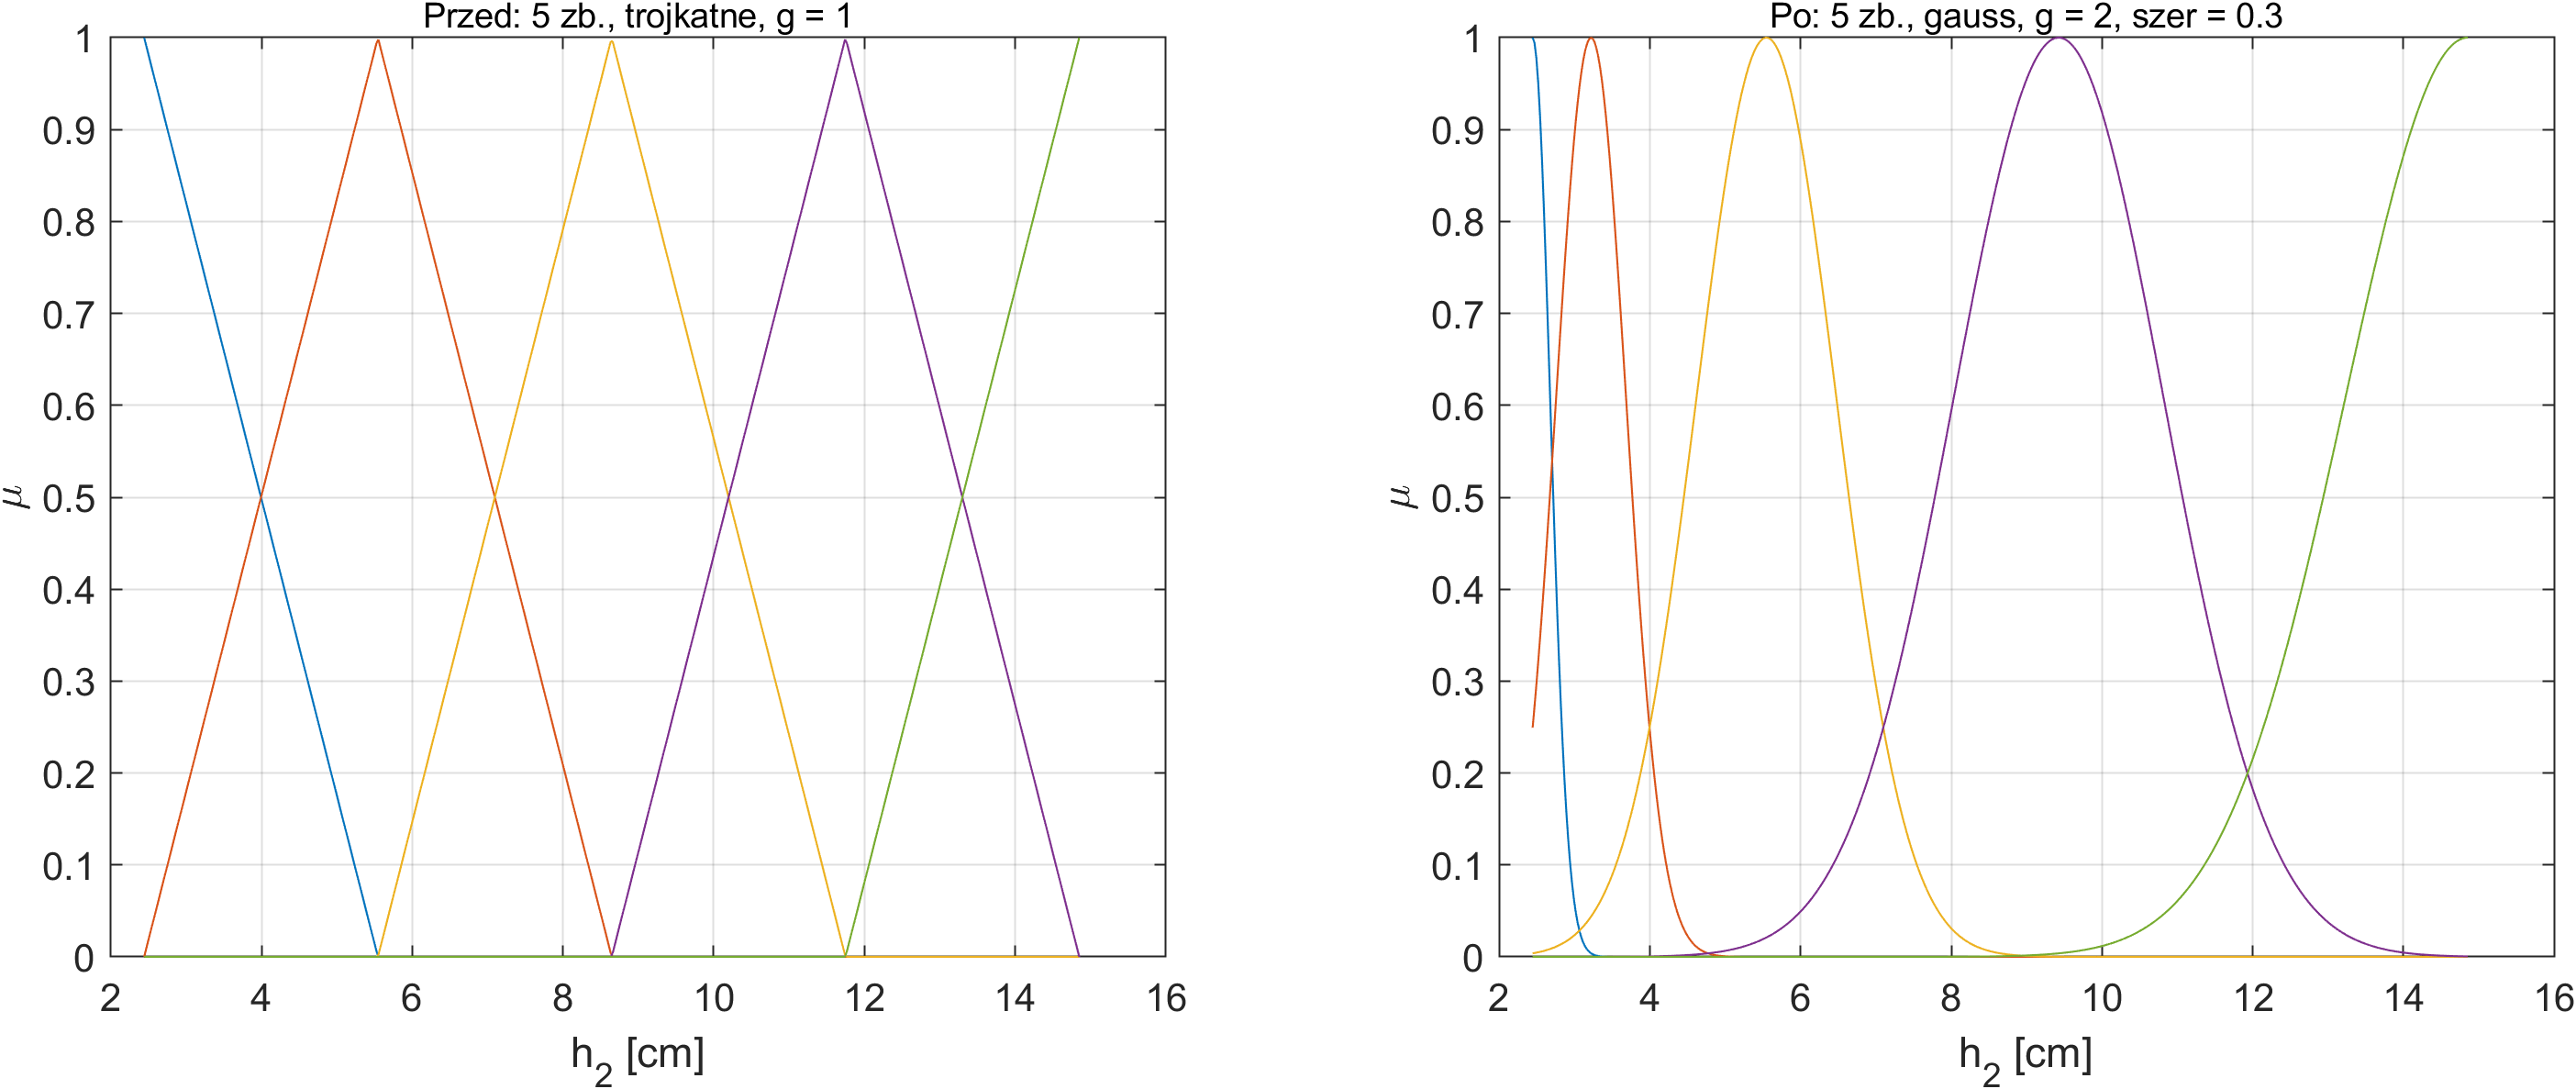 Przed: 5 zb., trojkatne, g = 1
1
0.9
0.8
0.7
0.6
0.5
0.4
0.3
0.2
0.1
0
μ
2 4 6 8 10 12 14 16
h2 [cm]
Po: 5 zb., gauss, g = 2, szer = 0.3
1
0.9
0.8
0.7
0.6
0.5
0.4
0.3
0.2
0.1
0
μ
2 4 6 8 10 12 14 16
h2 [cm]